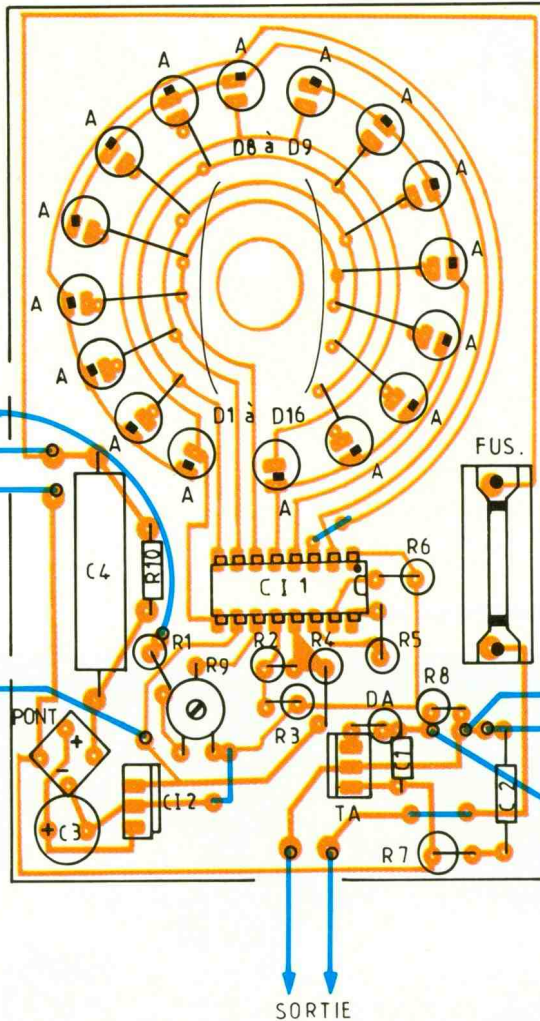 A
A
A
A
A
A
D8 à D9
A
A
A
A
A
A
D1 à D16
A
A
A
A
FUS.
C4
R10
CI1
R6
R1
R9
R2
R4
R5
R3
DA
R8
PONT
+
-
CI2
C1
C2
+
C3
TA
R7
SORTIE